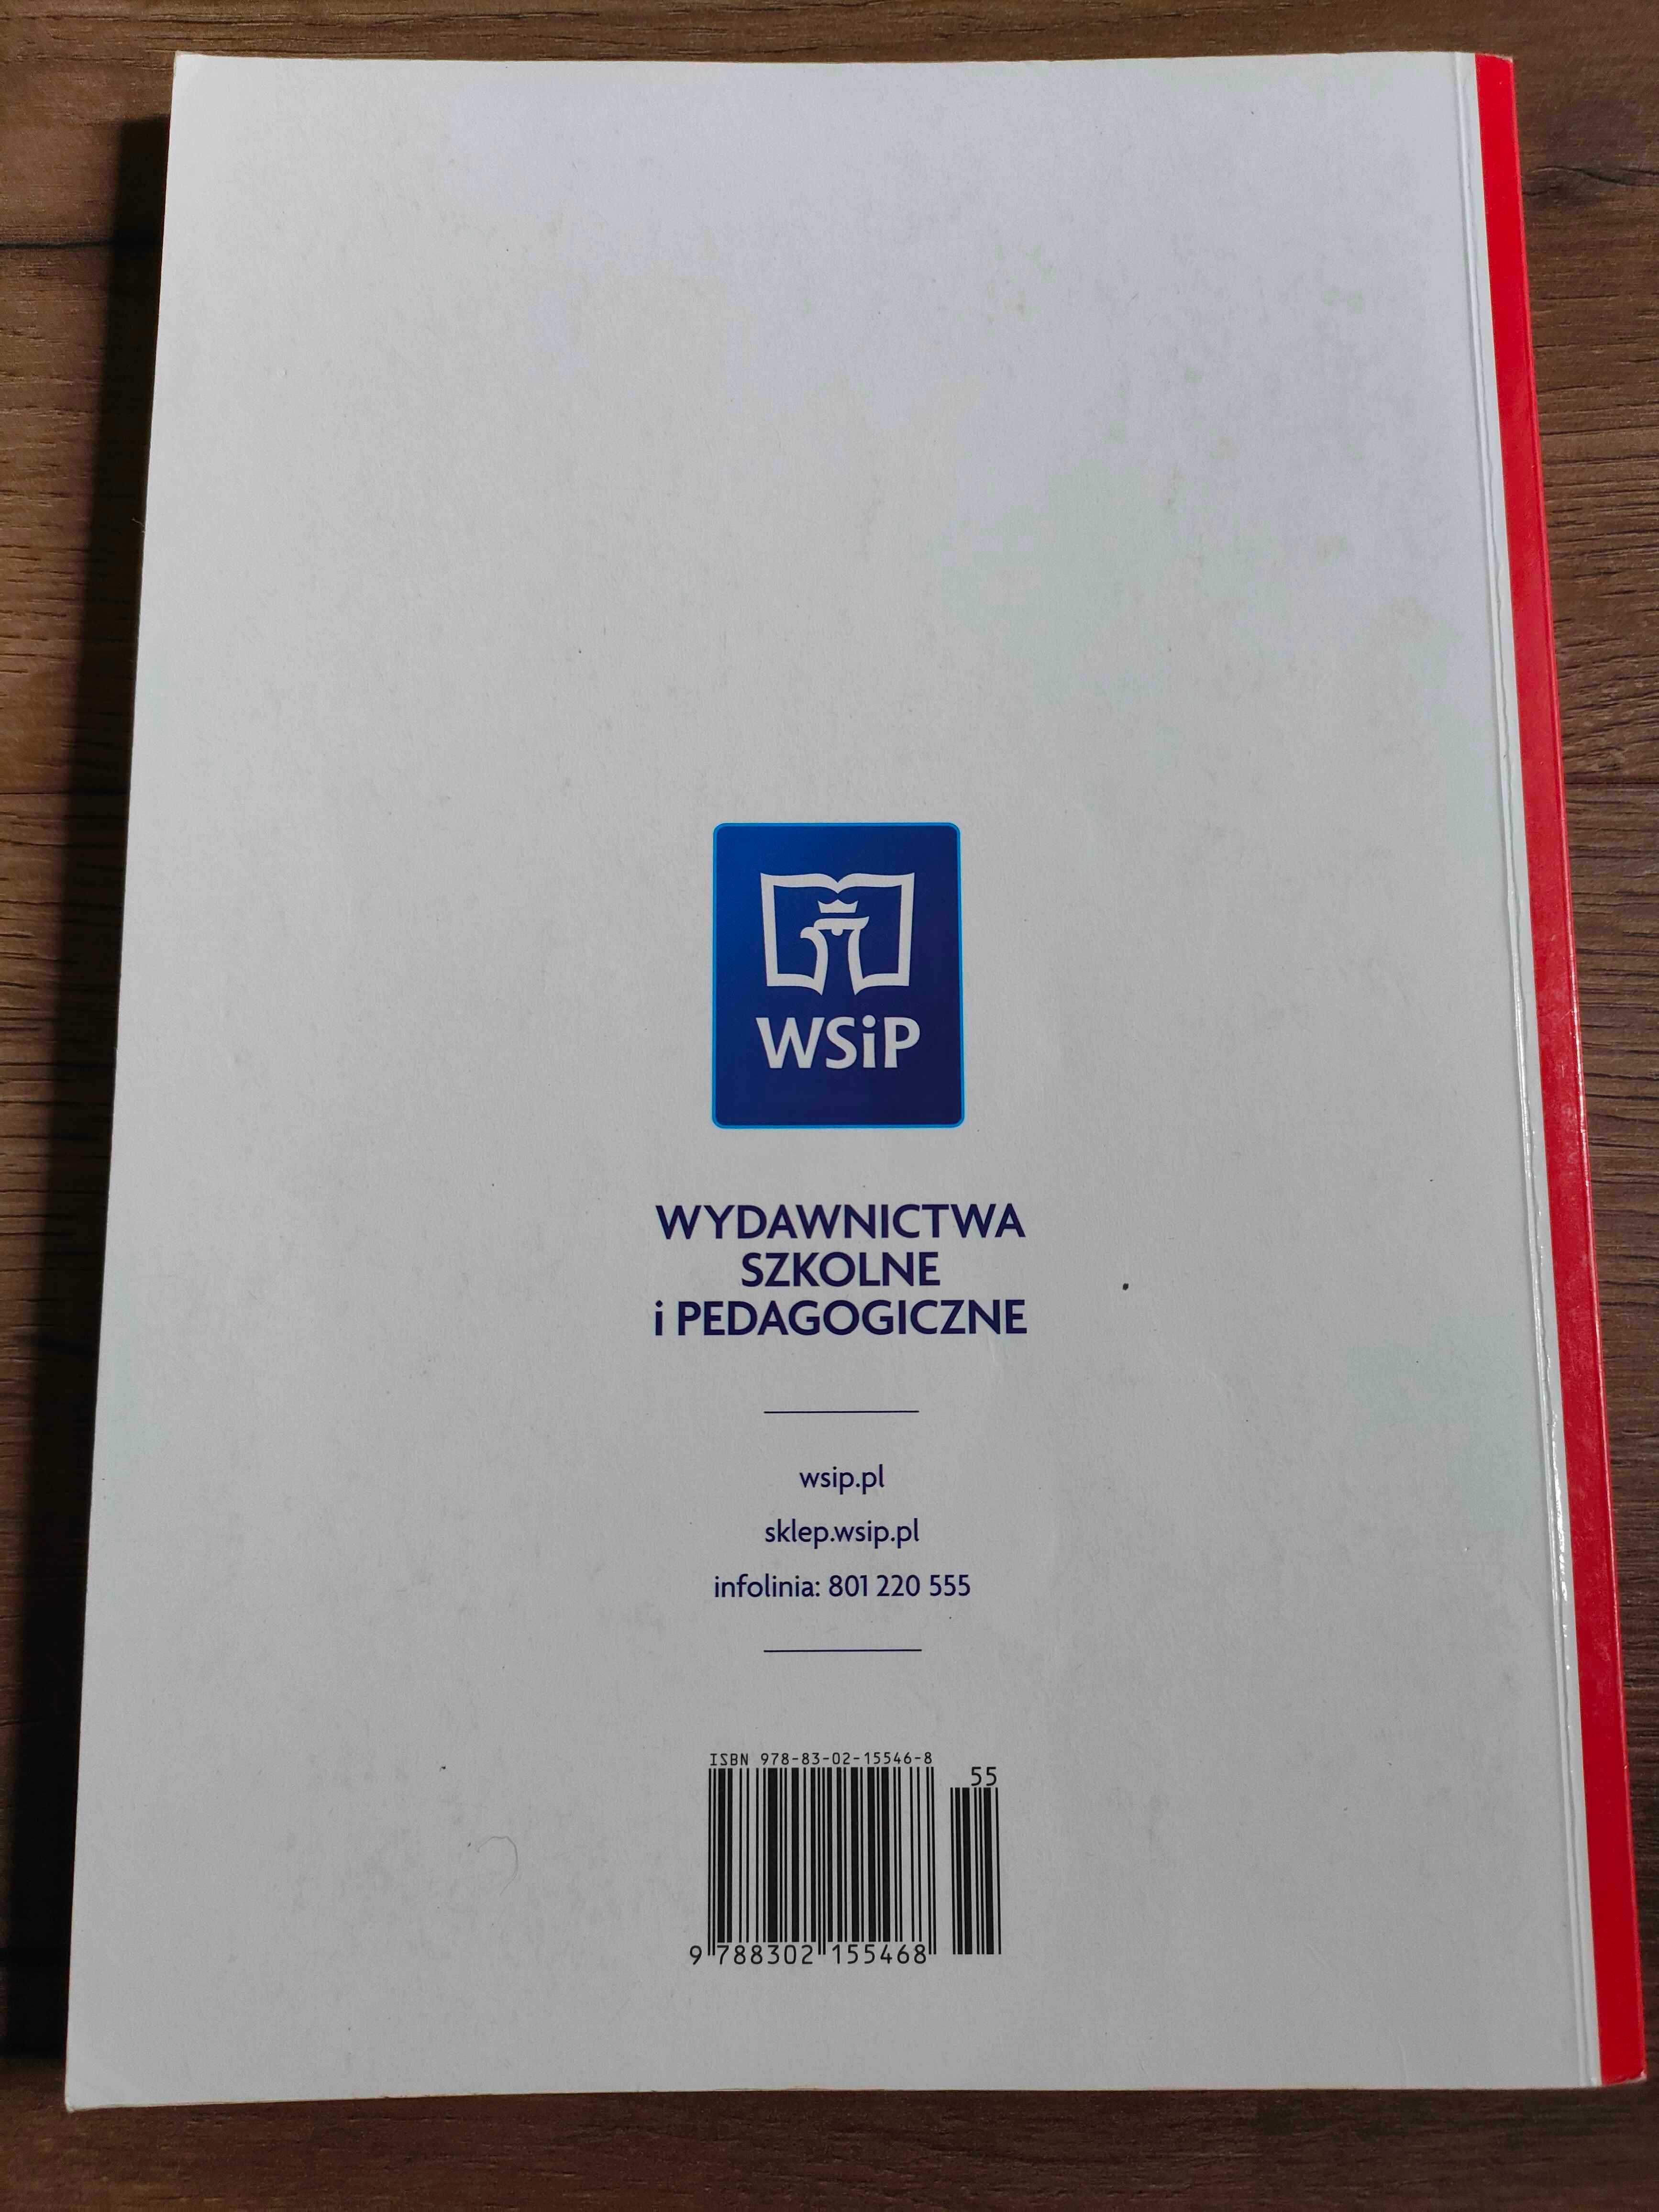 WSiP
WYDAWNICTWA
SZKOLNE
i PEDAGOGICZNE
wsip.pl
sklep.wsip.pl
infolinia: 801 220 555
ISBN 978-83-02-15546-8
55
9 788302 155468